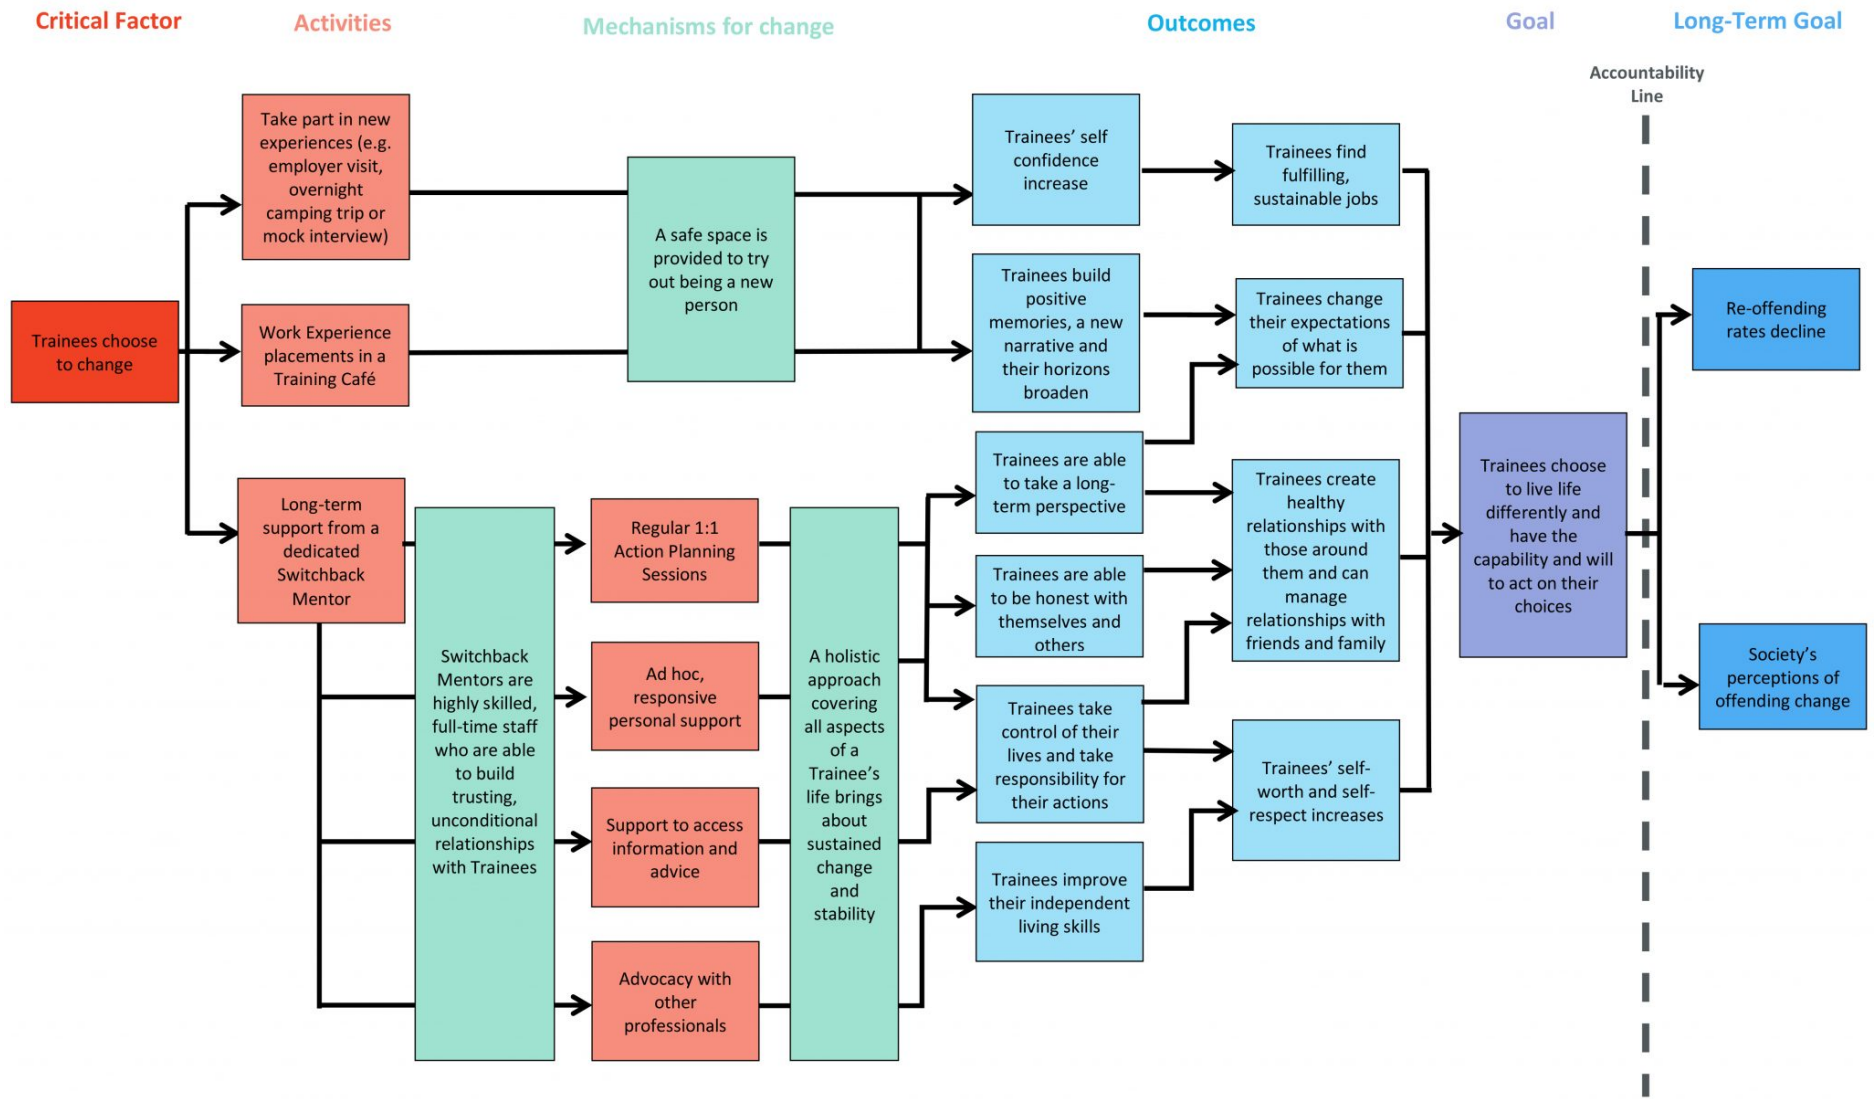 Critical Factor
Activities
Mechanisms for change
Outcomes
Goal
Long-Term Goal
Accountability
Line
Trainees choose
to change
Take part in new
experiences (e.g.
employer visit,
overnight
camping trip or
mock interview)
Work Experience
placements in a
Training Café
Long-term
support from a
dedicated
Switchback
Mentor
A safe space is
provided to try
out being a new
person
Switchback
Mentors are
highly skilled,
full-time staff
who are able
to build
trusting,
unconditional
relationships
with Trainees
Regular 1:1
Action Planning
Sessions
Ad hoc,
responsive
personal support
Support to access
information and
advice
Advocacy with
other
professionals
A holistic
approach
covering
all aspects
of a
Trainee’s
life brings
about
sustained
change
and
stability
Trainees’ self
confidence
increase
Trainees build
positive
memories, a new
narrative and
their horizons
broaden
Trainees are able
to take a long-
term perspective
Trainees are able
to be honest with
themselves and
others
Trainees take
control of their
lives and take
responsibility for
their actions
Trainees improve
their independent
living skills
Trainees find
fulfilling,
sustainable jobs
Trainees change
their expectations
of what is
possible for them
Trainees create
healthy
relationships with
those around
them and can
manage
relationships with
friends and family
Trainees’ self-
worth and self-
respect increases
Trainees choose
to live life
differently and
have the
capability and will
to act on their
choices
Re-offending
rates decline
Society’s
perceptions of
offending change